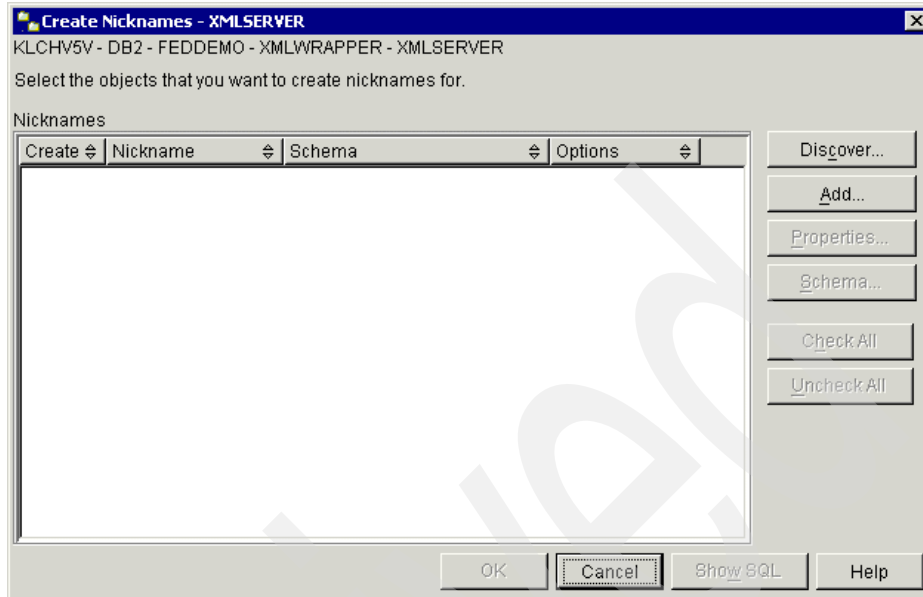 Create Nicknames - XMLSERVER
KLCHV5V - DB2 - FEDDEMO - XMLWRAPPER - XMLSERVER
Select the objects that you want to create nicknames for.
Nicknames
Create Nickname Schema Options
Discover...
Add...
Properties...
Schema...
Check All
Uncheck All
OK Cancel Show SQL Help